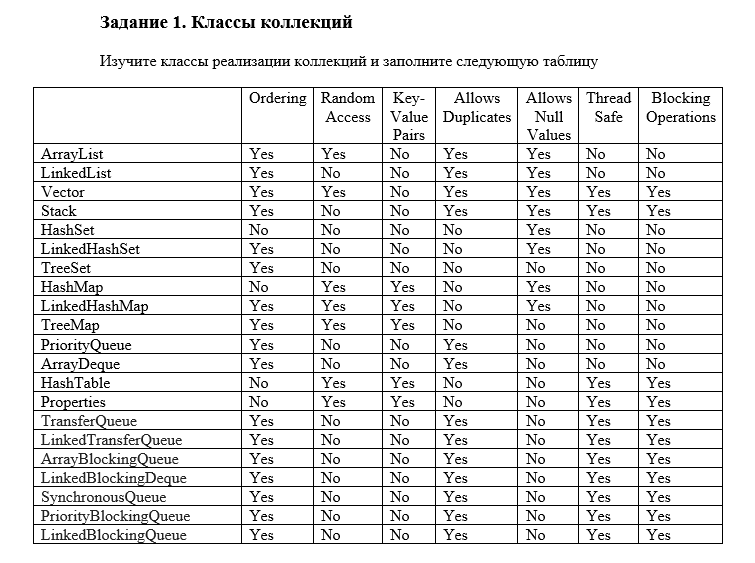 Задание 1. Классы коллекций
Изучите классы реализации коллекций и заполните следующую таблицу
Ordering Random Access Key-Value Pairs Allows Duplicates Allows Null Values Thread Safe Blocking Operations
ArrayList Yes Yes No Yes Yes No No
LinkedList Yes No No Yes Yes No No
Vector Yes Yes No Yes Yes Yes Yes
Stack Yes No No Yes Yes Yes Yes
HashSet No No No No Yes No No
LinkedHashSet Yes No No No Yes No No
TreeSet Yes No No No No No No
HashMap No Yes Yes No Yes No No
LinkedHashMap Yes Yes Yes No Yes No No
TreeMap Yes Yes Yes No No No No
PriorityQueue Yes No No Yes No No No
ArrayDeque Yes No No Yes No No No
HashTable No Yes Yes No No Yes Yes
Properties No Yes Yes No No Yes Yes
TransferQueue Yes No No Yes No Yes Yes
LinkedTransferQueue Yes No No Yes No Yes Yes
ArrayBlockingQueue Yes No No Yes No Yes Yes
LinkedBlockingDeque Yes No No Yes No Yes Yes
SynchronousQueue Yes No No Yes No Yes Yes
PriorityBlockingQueue Yes No No Yes No Yes Yes
LinkedBlockingQueue Yes No No Yes No Yes Yes